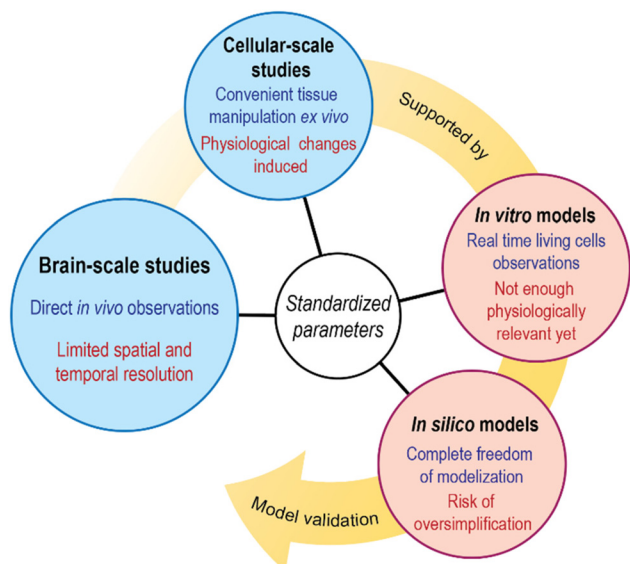 Cellular-scale
studies
Convenient tissue
manipulation ex vivo
Physiological changes
induced
Supported by
In vitro models
Real time living cells
observations
Not enough
physiologically
relevant yet
Brain-scale studies
Direct in vivo observations
Limited spatial and
temporal resolution
Standardized
parameters
In silico models
Complete freedom
of modelization
Risk of
oversimplification
Model validation